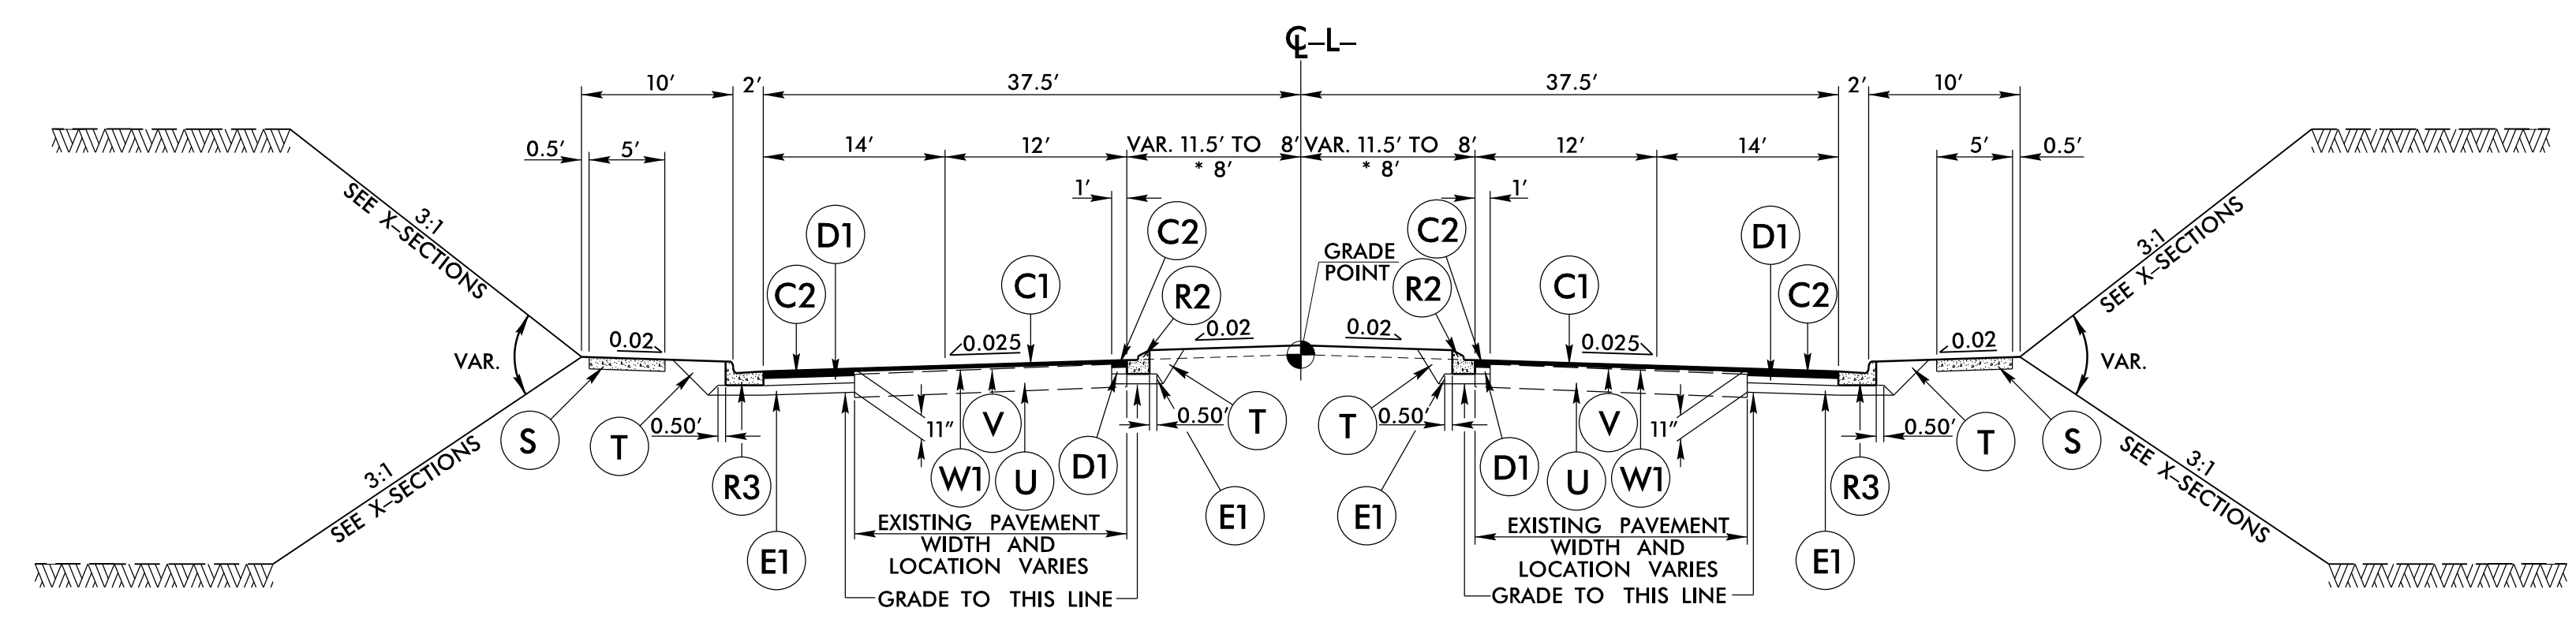 ℄–L–
10′ 2′ 37.5′ 37.5′ 2′ 10′
0.5′ 5′ 14′ 12′ VAR. 11.5′ TO 8′ VAR. 11.5′ TO 8′ 12′ 14′ 5′ 0.5′
* 8′ * 8′
1′ 1′
3:1
SEE X–SECTIONS
3:1
SEE X–SECTIONS
D1 C2 C2 D1
GRADE
POINT
C2 C1 R2 R2 C1 C2
0.02 0.025 0.02 0.02 0.025 0.02
VAR. VAR.
S T 0.50′ 11″ V 0.50′ T T 0.50′ V 11″ 0.50′ T S
R3 W1 U D1 D1 U W1 R3
3:1
SEE X–SECTIONS
3:1
SEE X–SECTIONS
E1 E1 E1 E1
EXISTING PAVEMENT
WIDTH AND
LOCATION VARIES
EXISTING PAVEMENT
WIDTH AND
LOCATION VARIES
GRADE TO THIS LINE GRADE TO THIS LINE